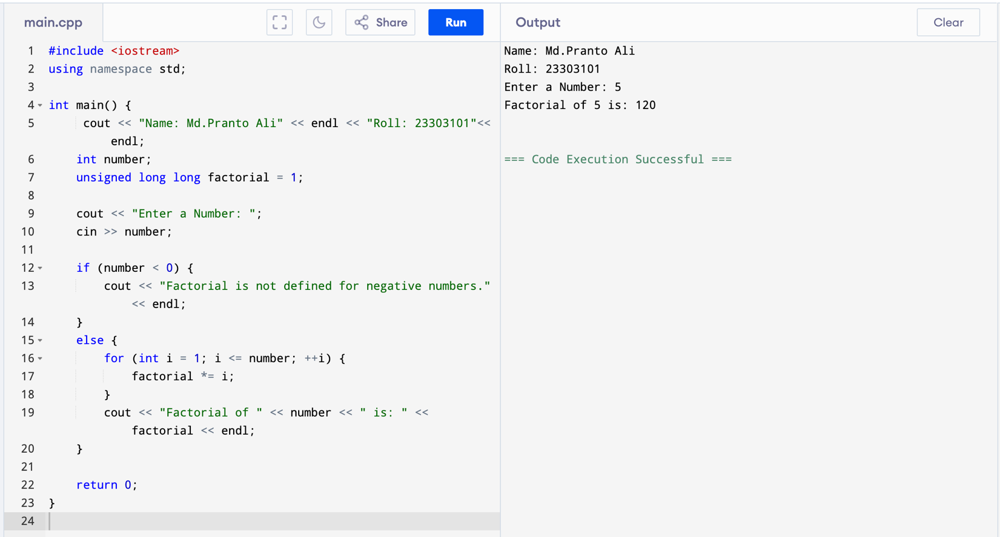 main.cpp
Share
Run
Output
Clear
1 #include <iostream>
2 using namespace std;
3
4 int main() {
5 cout << "Name: Md.Pranto Ali" << endl << "Roll: 23303101"<<
endl;
6 int number;
7 unsigned long long factorial = 1;
8
9 cout << "Enter a Number: ";
10 cin >> number;
11
12 if (number < 0) {
13 cout << "Factorial is not defined for negative numbers."
<< endl;
14 }
15 else {
16 for (int i = 1; i <= number; ++i) {
17 factorial *= i;
18 }
19 cout << "Factorial of " << number << " is: " <<
factorial << endl;
20 }
21
22 return 0;
23 }
24
Name: Md.Pranto Ali
Roll: 23303101
Enter a Number: 5
Factorial of 5 is: 120
=== Code Execution Successful ===